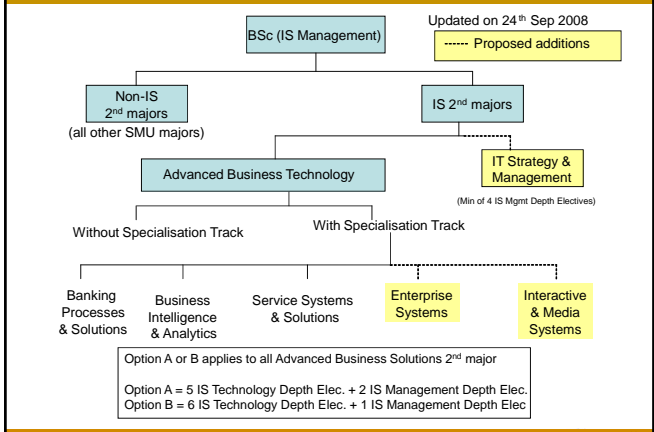 BSc (IS Management)
Updated on 24th Sep 2008
Proposed additions
Non-IS
2nd majors
(all other SMU majors)
IS 2nd majors
Advanced Business Technology
IT Strategy &
Management
(Min of 4 IS Mgmt Depth Electives)
Without Specialisation Track
With Specialisation Track
Banking
Processes
& Solutions
Business
Intelligence
& Analytics
Service Systems
& Solutions
Enterprise
Systems
Interactive
& Media
Systems
Option A or B applies to all Advanced Business Solutions 2nd major
Option A = 5 IS Technology Depth Elec. + 2 IS Management Depth Elec.
Option B = 6 IS Technology Depth Elec. + 1 IS Management Depth Elec